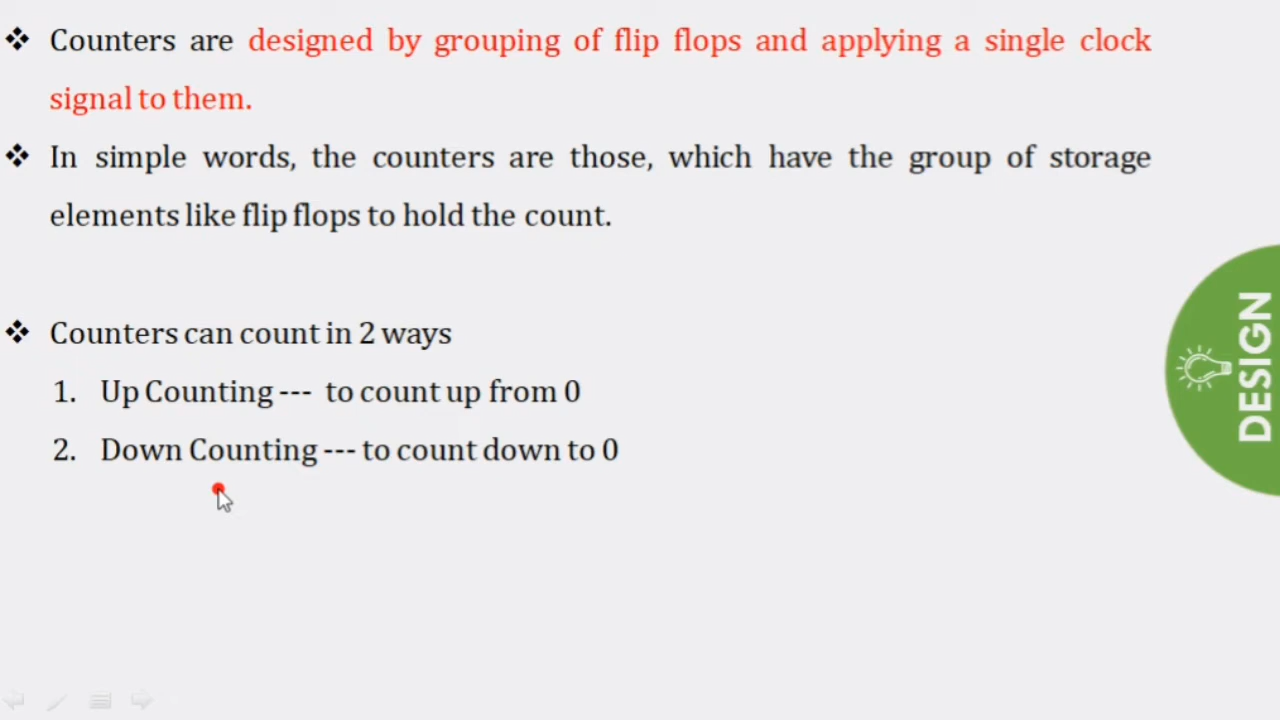 ❖ Counters are designed by grouping of flip flops and applying a single clock
signal to them.
❖ In simple words, the counters are those, which have the group of storage
elements like flip flops to hold the count.
❖ Counters can count in 2 ways
1. Up Counting --- to count up from 0
2. Down Counting --- to count down to 0
DESIGN